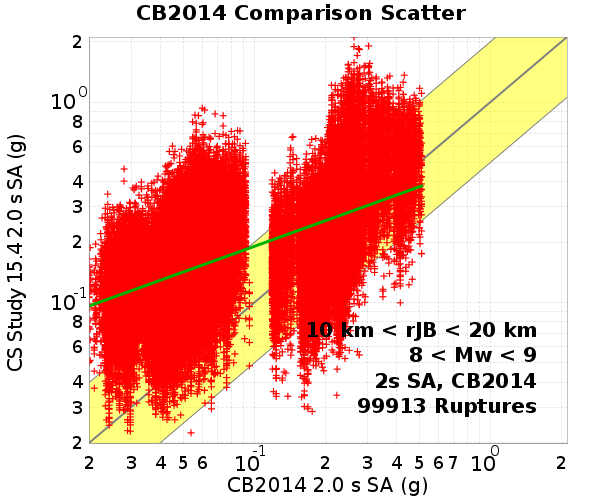 CB2014 Comparison Scatter
CS Study 15.4 2.0 s SA (g)
2
10^0
8
6
4
3
2
10^-1
8
6
4
3
2
10 km < rJB < 20 km
8 < Mw < 9
2s SA, CB2014
99913 Ruptures
2 3 4 5 6 10^-1 2 3 4 5 6 7 10^0 2
CB2014 2.0 s SA (g)